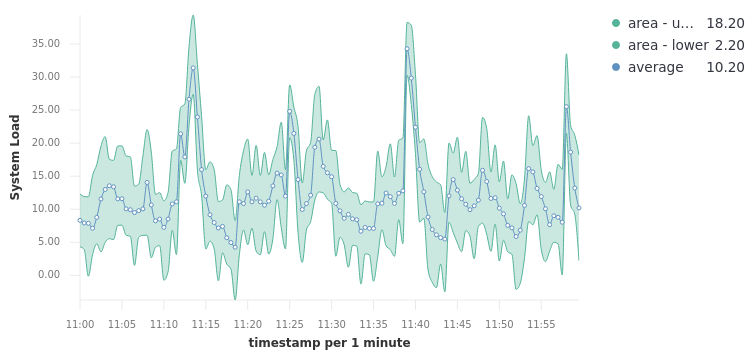 area - u... 18.20
area - lower 2.20
average 10.20
System Load
35.00
30.00
25.00
20.00
15.00
10.00
5.00
0.00
11:00 11:05 11:10 11:15 11:20 11:25 11:30 11:35 11:40 11:45 11:50 11:55
timestamp per 1 minute